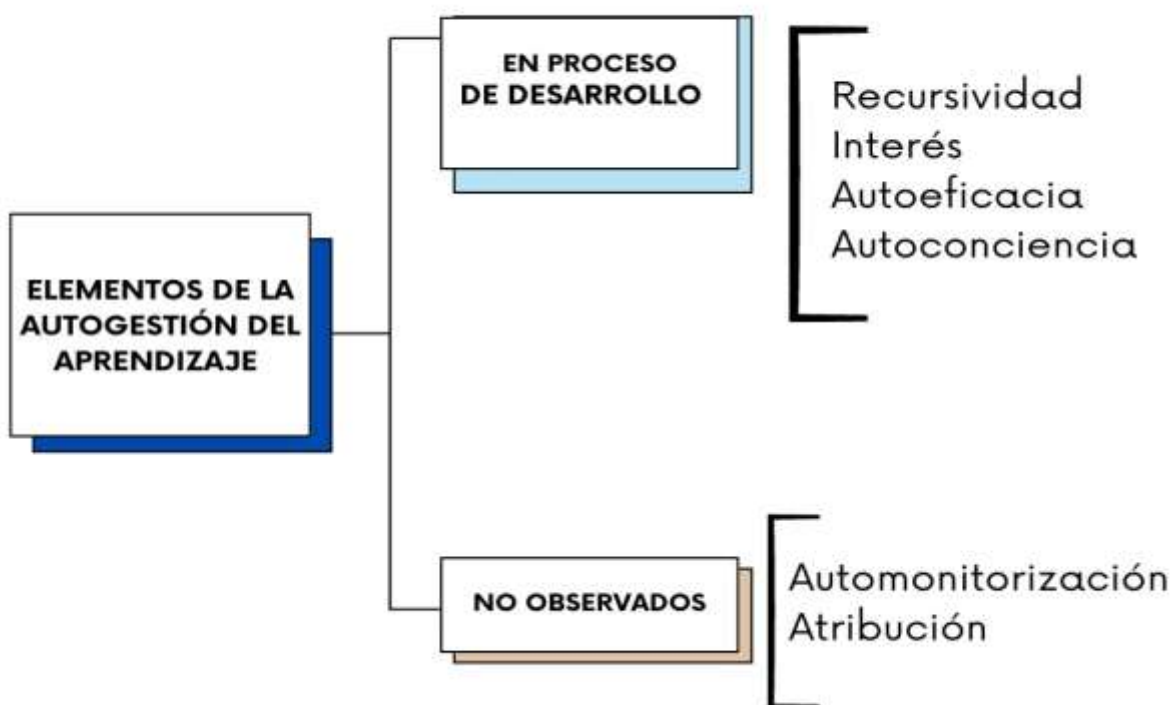 EN PROCESO
DE DESARROLLO
Recursividad
Interés
Autoeficacia
Autoconciencia
ELEMENTOS DE LA
AUTOGESTIÓN DEL
APRENDIZAJE
NO OBSERVADOS
Automonitorización
Atribución